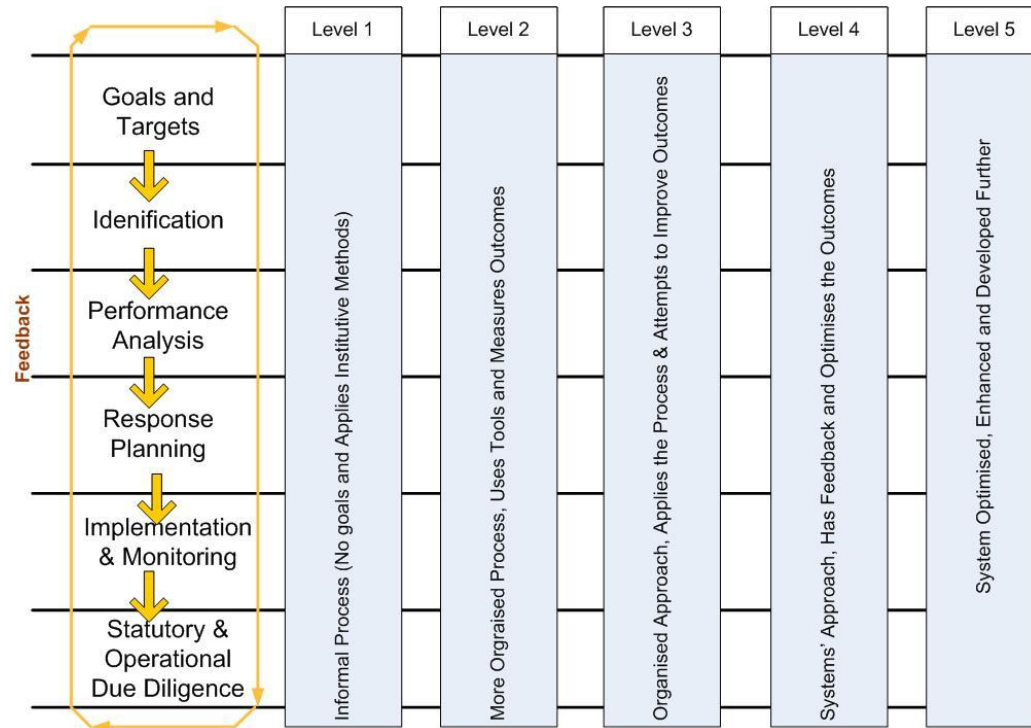 Level 1
Level 2
Level 3
Level 4
Level 5
Feedback
Goals and
Targets
Idenification
Performance
Analysis
Response
Planning
Implementation
& Monitoring
Statutory &
Operational
Due Diligence
Informal Process (No goals and Applies Institutive Methods)
More Orgraised Process, Uses Tools and Measures Outcomes
Organised Approach, Applies the Process & Attempts to Improve Outcomes
Systems' Approach, Has Feedback and Optimises the Outcomes
System Optimised, Enhanced and Developed Further